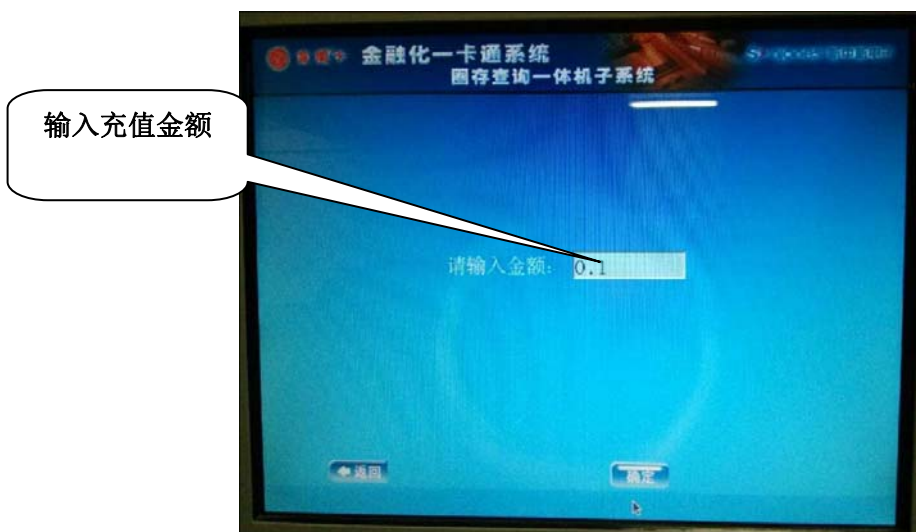 金融化一卡通系统
圈存查询一体机子系统
输入充值金额
请输入金额：
0.1
返回
确定